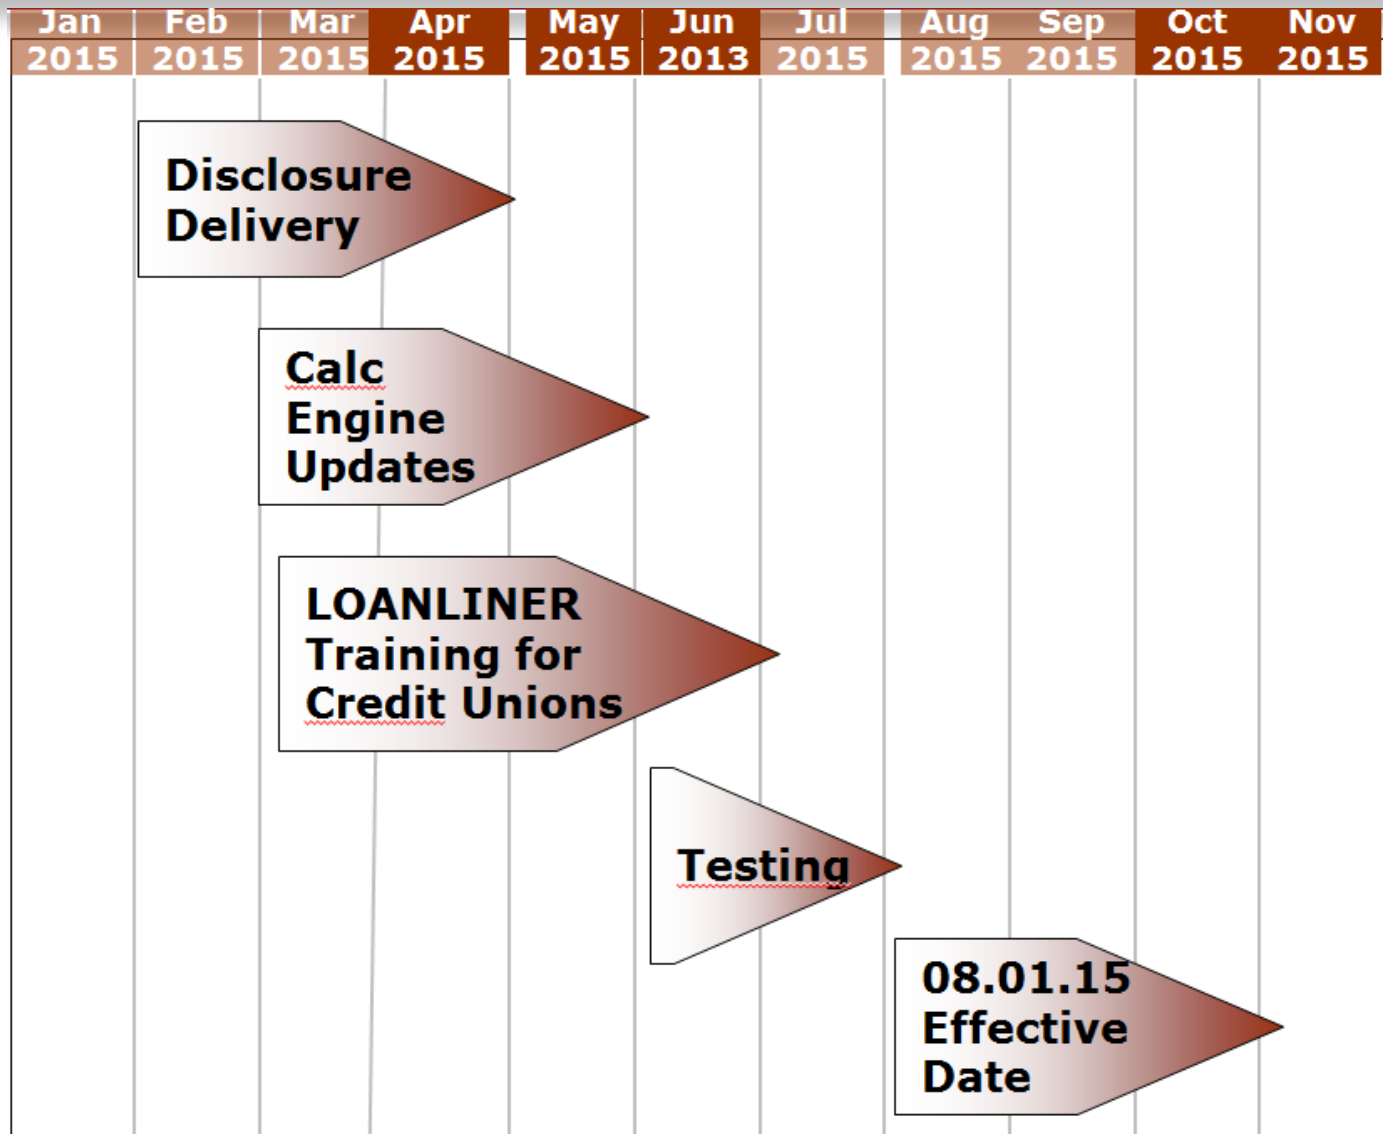 Jan Feb Mar Apr May Jun Jul Aug Sep Oct Nov
2015 2015 2015 2015 2015 2013 2015 2015 2015 2015 2015
Disclosure
Delivery
Calc
Engine
Updates
LOANLINER
Training for
Credit Unions
Testing
08.01.15
Effective
Date